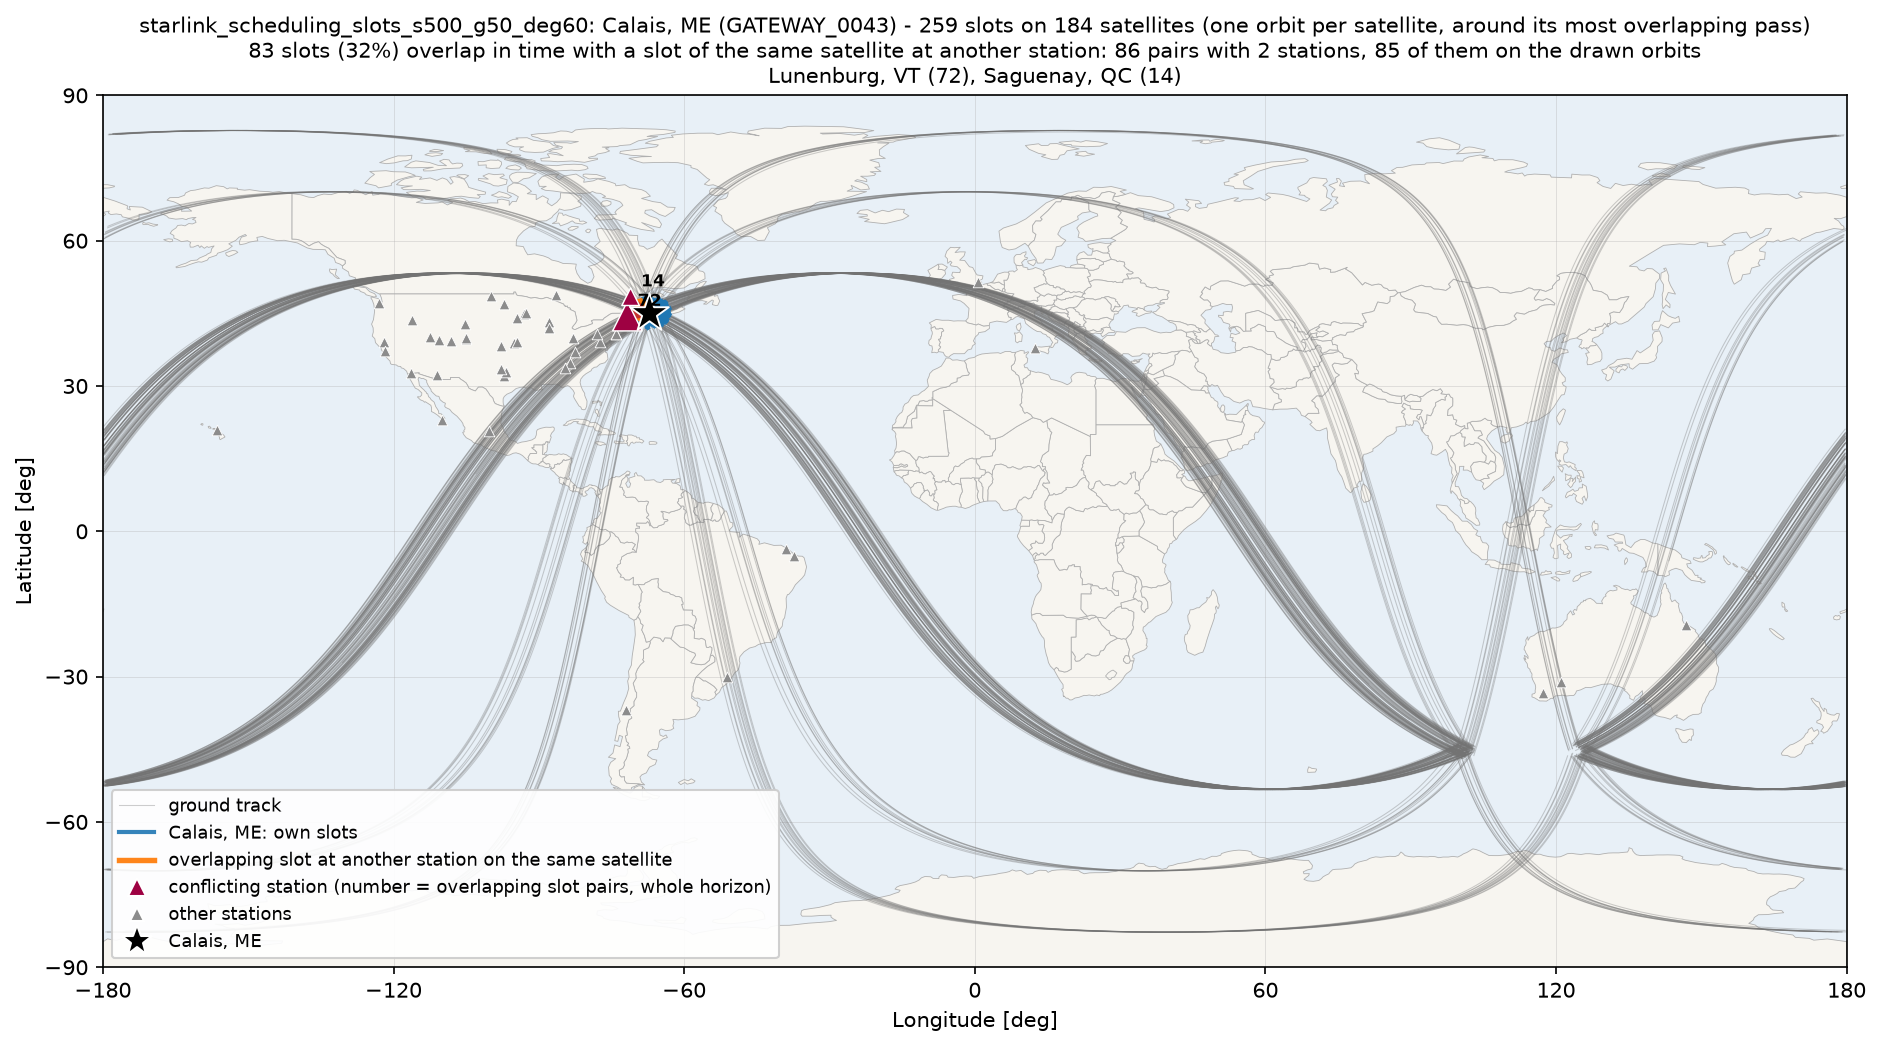 starlink_scheduling_slots_s500_g50_deg60: Calais, ME (GATEWAY_0043) - 259 slots on 184 satellites (one orbit per satellite, around its most overlapping pass)
83 slots (32%) overlap in time with a slot of the same satellite at another station: 86 pairs with 2 stations, 85 of them on the drawn orbits
Lunenburg, VT (72), Saguenay, QC (14)
90
60
30
0
−30
−60
−90
Latitude [deg]
14
72
ground track
Calais, ME: own slots
overlapping slot at another station on the same satellite
conflicting station (number = overlapping slot pairs, whole horizon)
other stations
Calais, ME
−180
−120
−60
0
60
120
180
Longitude [deg]